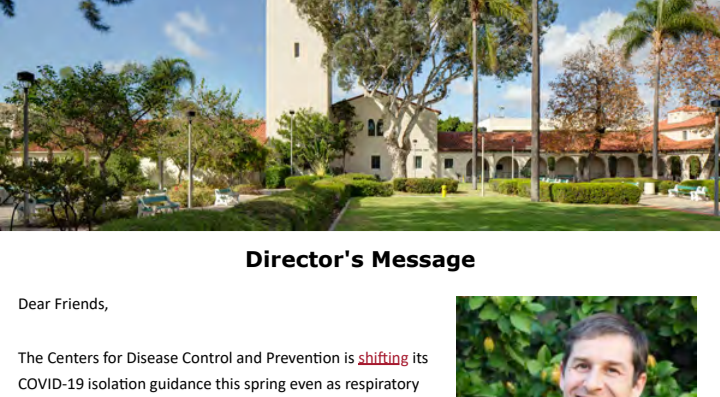 Director's Message
Dear Friends,
The Centers for Disease Control and Prevention is shifting its
COVID-19 isolation guidance this spring even as respiratory